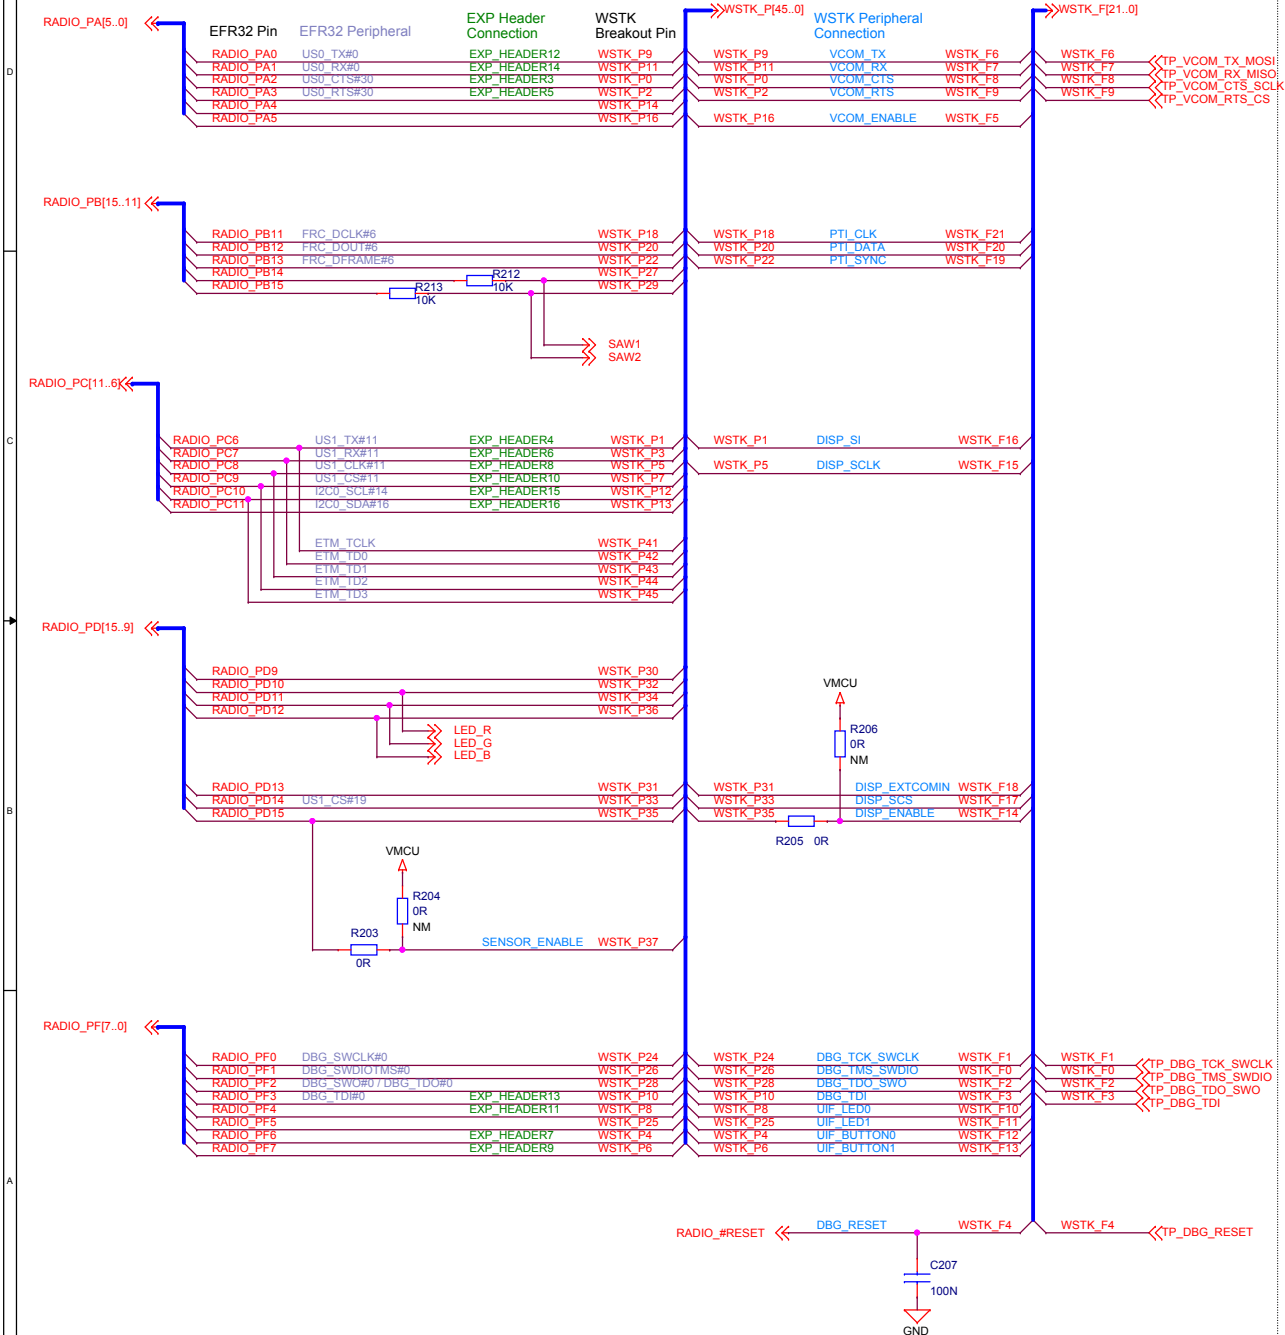 WSTK_P[45..0] WSTK_F[21..0]
RADIO_PA[5..0] EFR32 Pin EFR32 Peripheral EXP Header Connection WSTK Breakout Pin WSTK Peripheral Connection
D
RADIO_PA0 US0_TX#0 EXP_HEADER12 WSTK_P9 WSTK_P9 VCOM_TX WSTK_F6 WSTK_F6 TP_VCOM_TX_MOSI
RADIO_PA1 US0_RX#0 EXP_HEADER14 WSTK_P11 WSTK_P11 VCOM_RX WSTK_F7 WSTK_F7 TP_VCOM_RX_MISO
RADIO_PA2 US0_CTS#30 EXP_HEADER3 WSTK_P0 WSTK_P0 VCOM_CTS WSTK_F8 WSTK_F8 TP_VCOM_CTS_SCLK
RADIO_PA3 US0_RTS#30 EXP_HEADER5 WSTK_P2 WSTK_P2 VCOM_RTS WSTK_F9 WSTK_F9 TP_VCOM_RTS_CS
RADIO_PA4 WSTK_P14
RADIO_PA5 WSTK_P16 WSTK_P16 VCOM_ENABLE WSTK_F5
RADIO_PB[15..11]
RADIO_PB11 FRC_DCLK#6 WSTK_P18 WSTK_P18 PTI_CLK WSTK_F21
RADIO_PB12 FRC_DOUT#6 WSTK_P20 WSTK_P20 PTI_DATA WSTK_F20
RADIO_PB13 FRC_DFRAME#6 WSTK_P22 WSTK_P22 PTI_SYNC WSTK_F19
RADIO_PB14 R212 10K WSTK_P27
RADIO_PB15 R213 10K WSTK_P29
SAW1
SAW2
RADIO_PC[11..6]
C
RADIO_PC6 US1_TX#11 EXP_HEADER4 WSTK_P1 WSTK_P1 DISP_SI WSTK_F16
RADIO_PC7 US1_RX#11 EXP_HEADER6 WSTK_P3
RADIO_PC8 US1_CLK#11 EXP_HEADER8 WSTK_P5 WSTK_P5 DISP_SCLK WSTK_F15
RADIO_PC9 US1_CS#11 EXP_HEADER10 WSTK_P7
RADIO_PC10 I2C0_SCL#14 EXP_HEADER15 WSTK_P12
RADIO_PC11 I2C0_SDA#16 EXP_HEADER16 WSTK_P13
ETM_TCLK WSTK_P41
ETM_TD0 WSTK_P42
ETM_TD1 WSTK_P43
ETM_TD2 WSTK_P44
ETM_TD3 WSTK_P45
RADIO_PD[15..9]
RADIO_PD9 WSTK_P30
RADIO_PD10 WSTK_P32
RADIO_PD11 WSTK_P34
RADIO_PD12 WSTK_P36
LED_R
LED_G
LED_B
VMCU
R206
0R
NM
B
RADIO_PD13 WSTK_P31 WSTK_P31 DISP_EXTCOMIN WSTK_F18
RADIO_PD14 US1_CS#19 WSTK_P33 WSTK_P33 DISP_SCS WSTK_F17
RADIO_PD15 WSTK_P35 WSTK_P35 DISP_ENABLE WSTK_F14
R205 0R
VMCU
R204
0R
NM
R203
0R
SENSOR_ENABLE WSTK_P37
RADIO_PF[7..0]
RADIO_PF0 DBG_SWCLK#0 WSTK_P24 WSTK_P24 DBG_TCK_SWCLK WSTK_F1 WSTK_F1 TP_DBG_TCK_SWCLK
RADIO_PF1 DBG_SWDIOTMS#0 WSTK_P26 WSTK_P26 DBG_TMS_SWDIO WSTK_F0 WSTK_F0 TP_DBG_TMS_SWDIO
RADIO_PF2 DBG_SWO#0 / DBG_TDO#0 WSTK_P28 WSTK_P28 DBG_TDO_SWO WSTK_F2 WSTK_F2 TP_DBG_TDO_SWO
RADIO_PF3 DBG_TDI#0 EXP_HEADER13 WSTK_P10 WSTK_P10 DBG_TDI WSTK_F3 WSTK_F3 TP_DBG_TDI
RADIO_PF4 EXP_HEADER11 WSTK_P8 WSTK_P8 UIF_LED0 WSTK_F10
RADIO_PF5 WSTK_P25 WSTK_P25 UIF_LED1 WSTK_F11
RADIO_PF6 EXP_HEADER7 WSTK_P4 WSTK_P4 UIF_BUTTON0 WSTK_F12
RADIO_PF7 EXP_HEADER9 WSTK_P6 WSTK_P6 UIF_BUTTON1 WSTK_F13
A
RADIO_#RESET DBG_RESET WSTK_F4 WSTK_F4 TP_DBG_RESET
C207
100N
GND